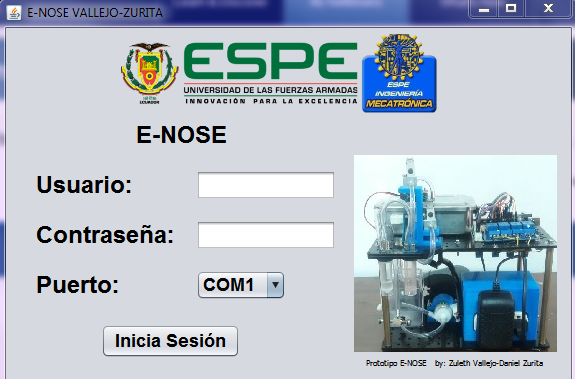 E-NOSE VALLEJO-ZURITA
ECUADOR
ESPE
UNIVERSIDAD DE LAS FUERZAS ARMADAS
INNOVACIÓN PARA LA EXCELENCIA
ESPE
INGENIERÍA
MECATRÓNICA
E-NOSE
Usuario:
Contraseña:
Puerto:
COM1
Inicia Sesión
Prototipo E-NOSE by: Zuleth Vallejo-Daniel Zurita